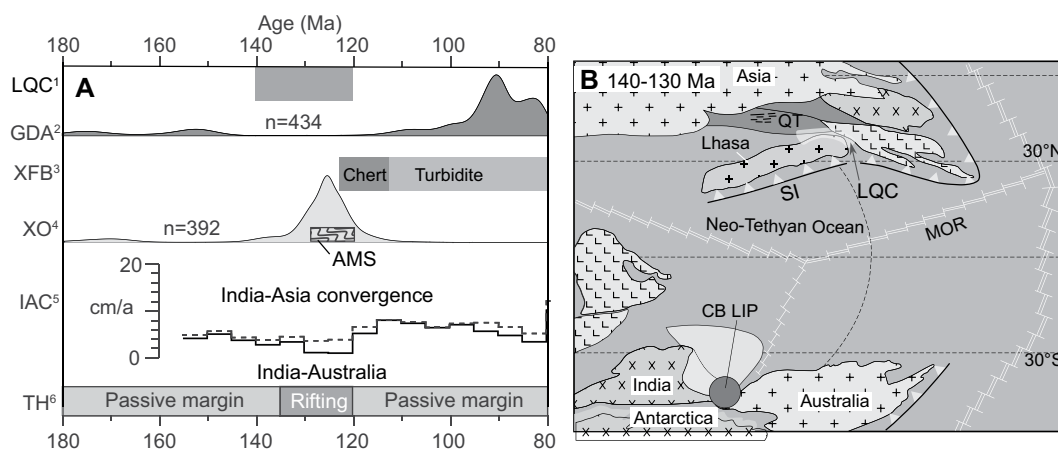 Age (Ma)
180 160 140 120 100 80
LQC¹
A
GDA²
n=434
XFB³
Chert
Turbidite
XO⁴
n=392
AMS
20
IAC⁵
cm/a
India-Asia convergence
0
India-Australia
TH⁶
Passive margin
Rifting
Passive margin
180 160 140 120 100 80
B 140-130 Ma
Asia
QT
Lhasa
30°N
SI
LQC
Neo-Tethyan Ocean
MOR
CB LIP
30°S
India
Australia
Antarctica